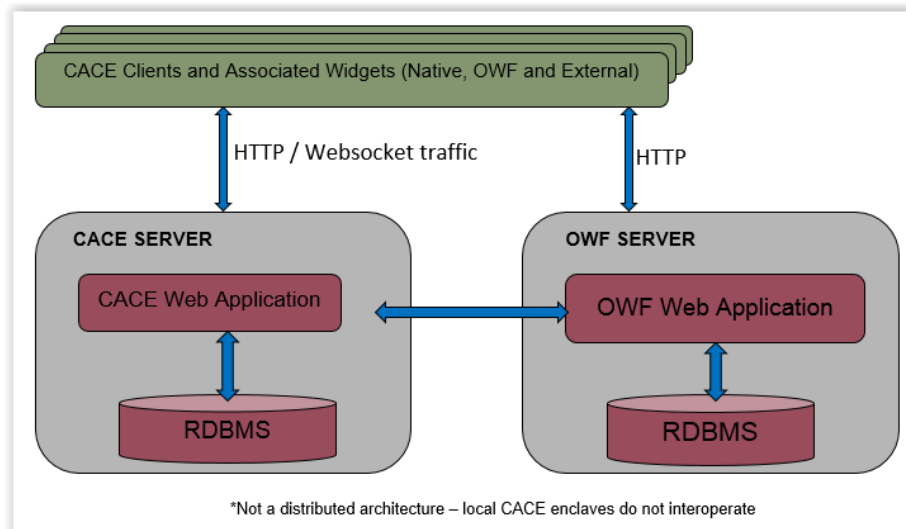 CACE Clients and Associated Widgets (Native, OWF and External)
HTTP / Websocket traffic
HTTP
CACE SERVER
OWF SERVER
CACE Web Application
OWF Web Application
RDBMS
RDBMS
*Not a distributed architecture – local CACE enclaves do not interoperate